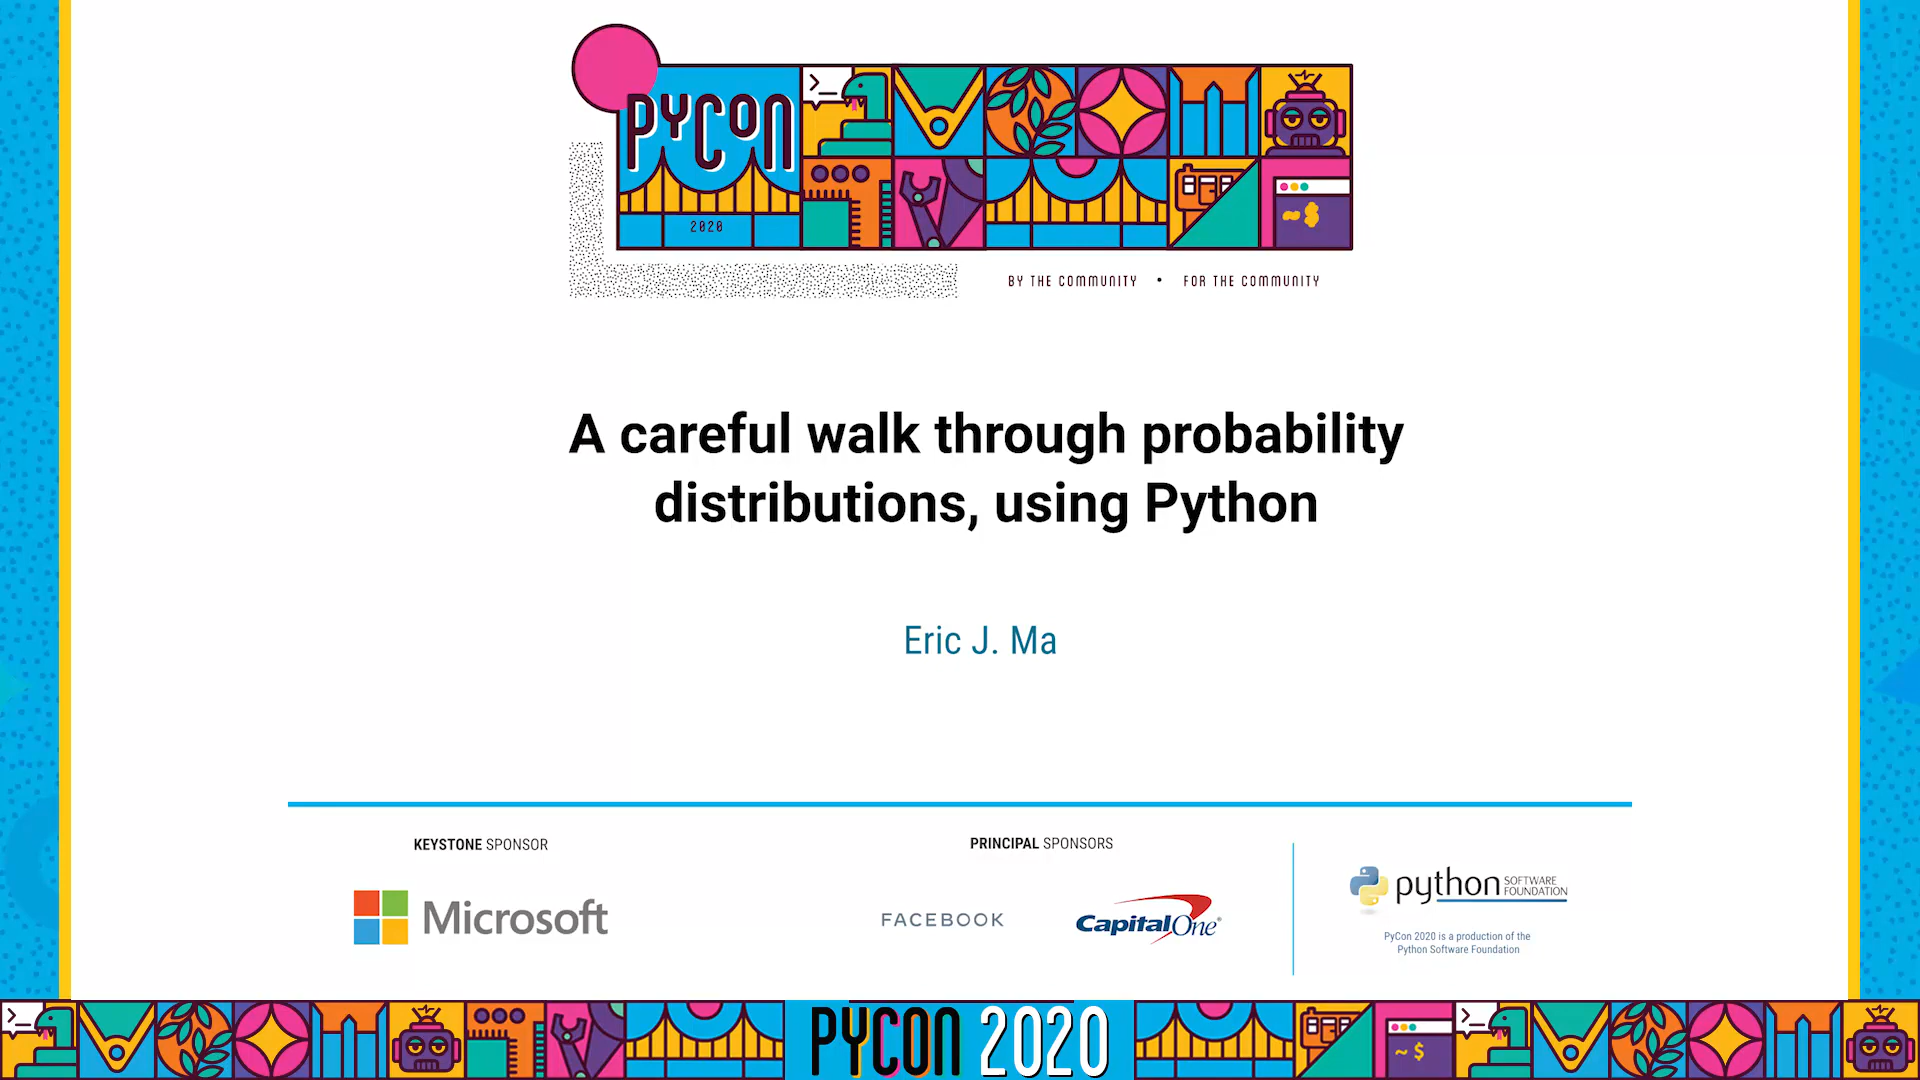 PYCON
2020
~$
BY THE COMMUNITY • FOR THE COMMUNITY
A careful walk through probability
distributions, using Python
Eric J. Ma
KEYSTONE SPONSOR
Microsoft
PRINCIPAL SPONSORS
FACEBOOK
CapitalOne®
python SOFTWARE
FOUNDATION
PyCon 2020 is a production of the
Python Software Foundation
PYCON 2020
~$